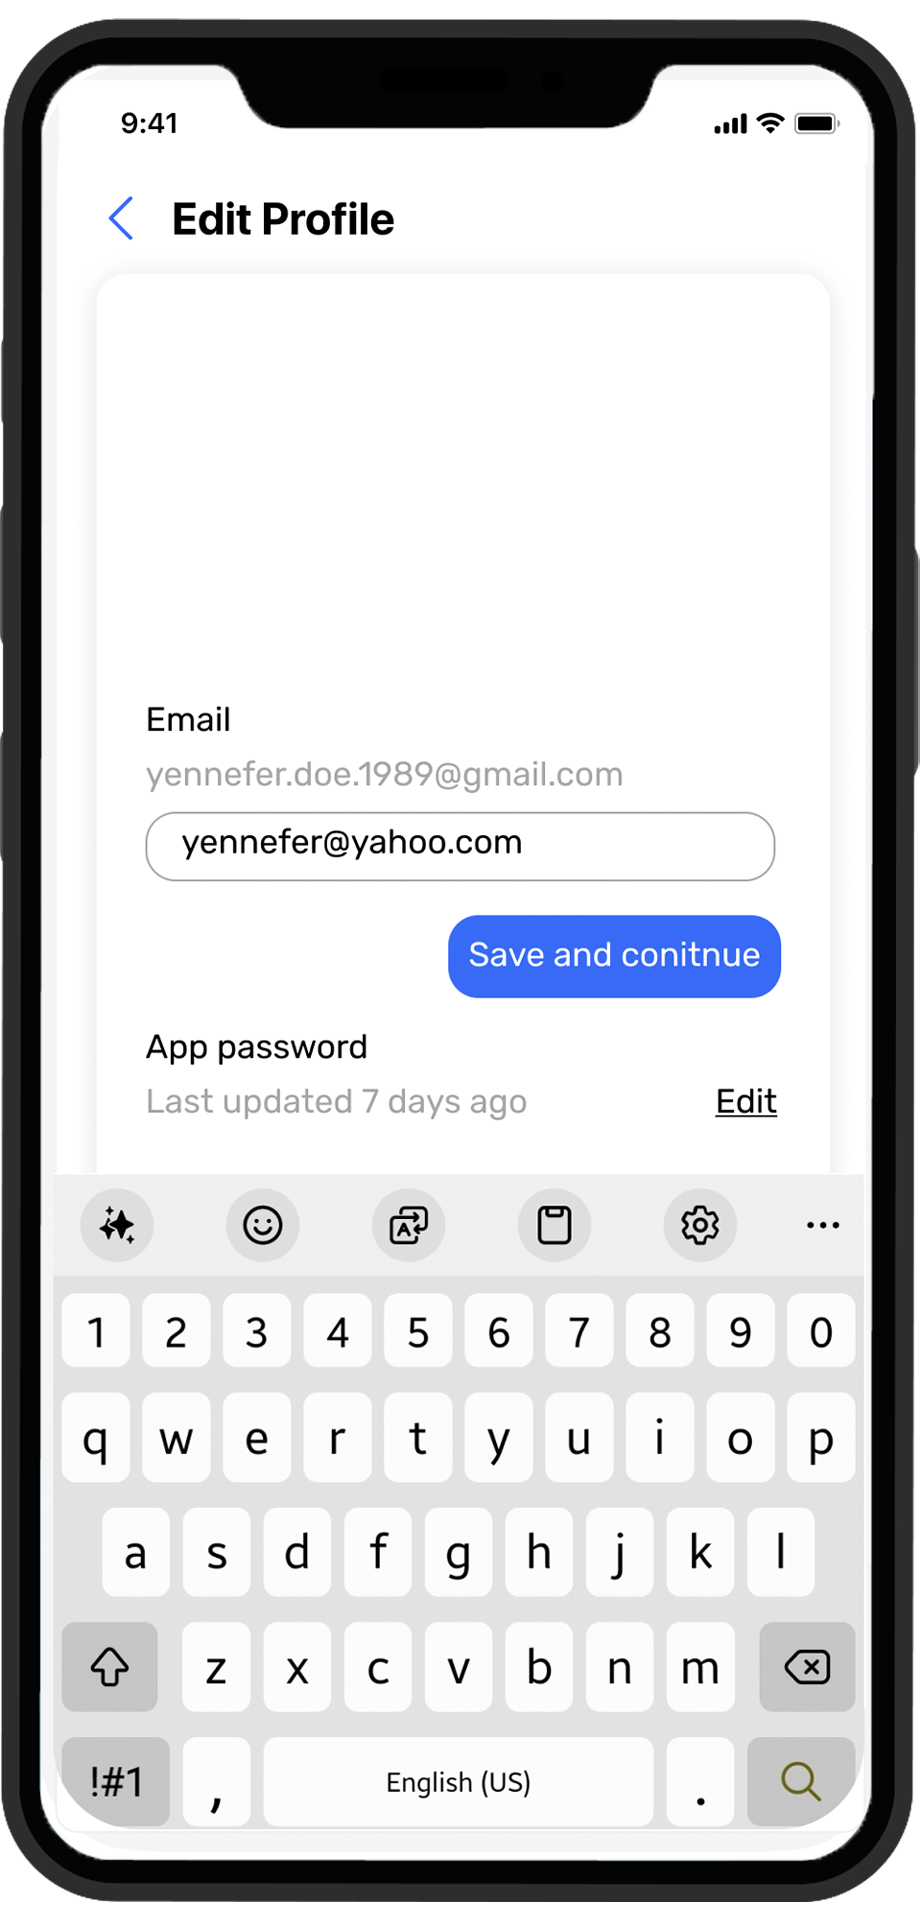 9:41
Edit Profile
Email
yennefer.doe.1989@gmail.com
yennefer@yahoo.com
Save and conitnue
App password
Last updated 7 days ago Edit
A
1 2 3 4 5 6 7 8 9 0
q w e r t y u i o p
a s d f g h j k l
z x c v b n m
!#1 , English (US) .